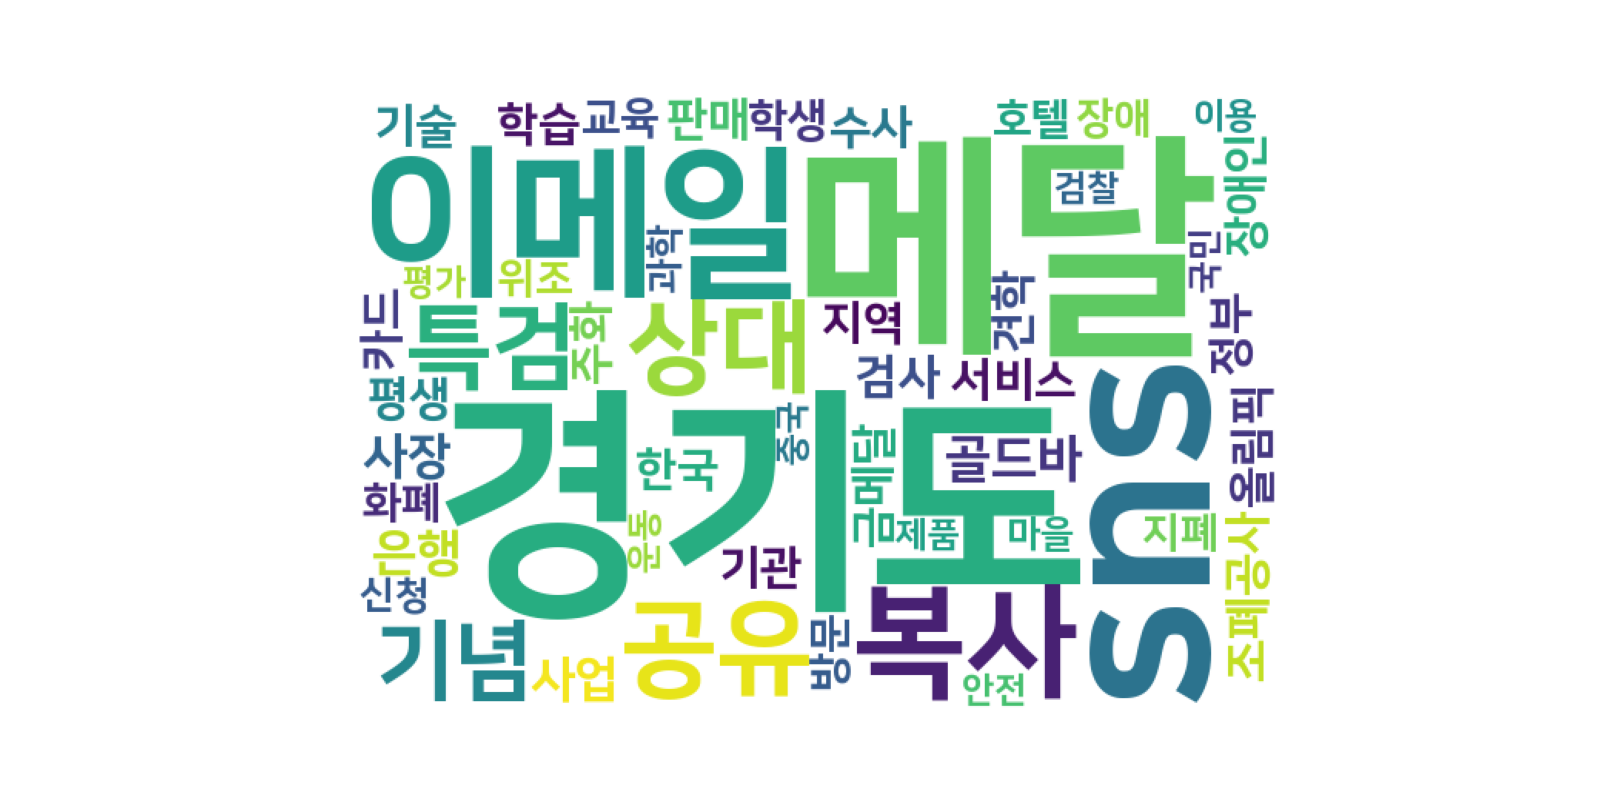 기술
학습
교육
판매
학생
수사
호텔
장애
이용
이메일
메달
검찰
장애인
과학
국민
평가
위조
견학
카드
특검
주화
상대
지역
정부
검사
서비스
sns
평생
경기도
중국
올림픽
사장
한국
금메달
골드바
화폐
은행
운동
기관
제품
마을
지폐
조폐공사
신청
기념
사업
공유
방문
복사
안전